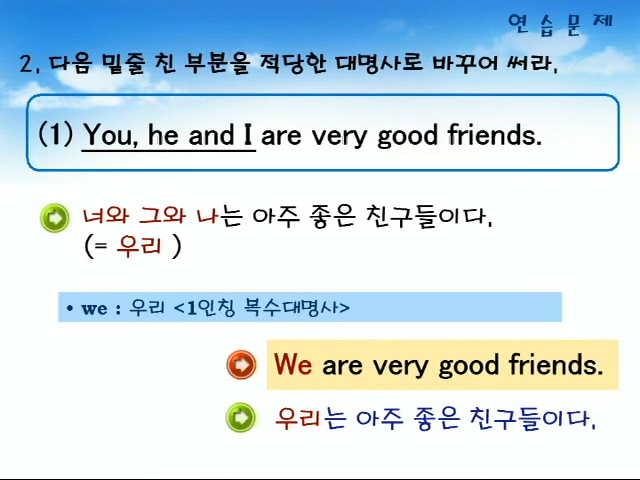 연 습 문 제
2. 다음 밑줄 친 부분을 적당한 대명사로 바꾸어 써라.
(1) You, he and I are very good friends.
너와 그와 나는 아주 좋은 친구들이다.
(= 우리 )
• we : 우리 <1인칭 복수대명사>
We are very good friends.
우리는 아주 좋은 친구들이다.